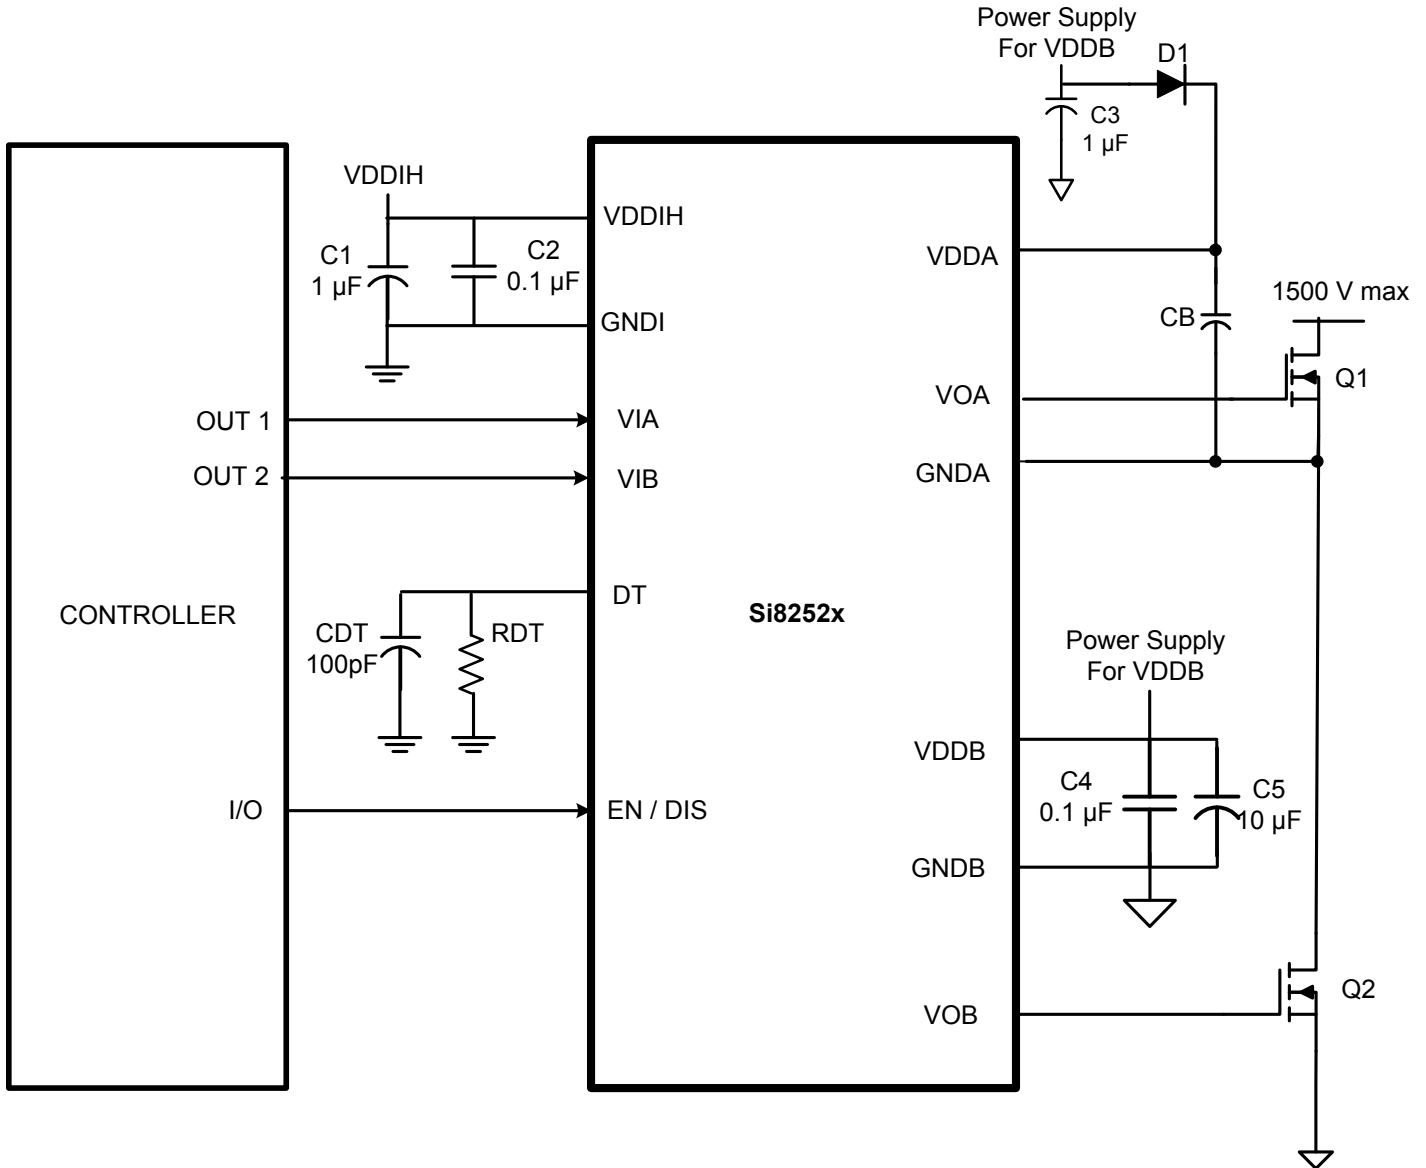 Power Supply
For VDDB
D1
C3
1 µF
VDDIH
VDDIH
C1
1 µF
C2
0.1 µF
GNDI
VDDA
1500 V max
CB
Q1
VOA
OUT 1
VIA
GNDA
OUT 2
VIB
DT
CONTROLLER
Si8252x
CDT
100pF
RDT
Power Supply
For VDDB
VDDB
C4
0.1 µF
C5
10 µF
I/O
EN / DIS
GNDB
Q2
VOB